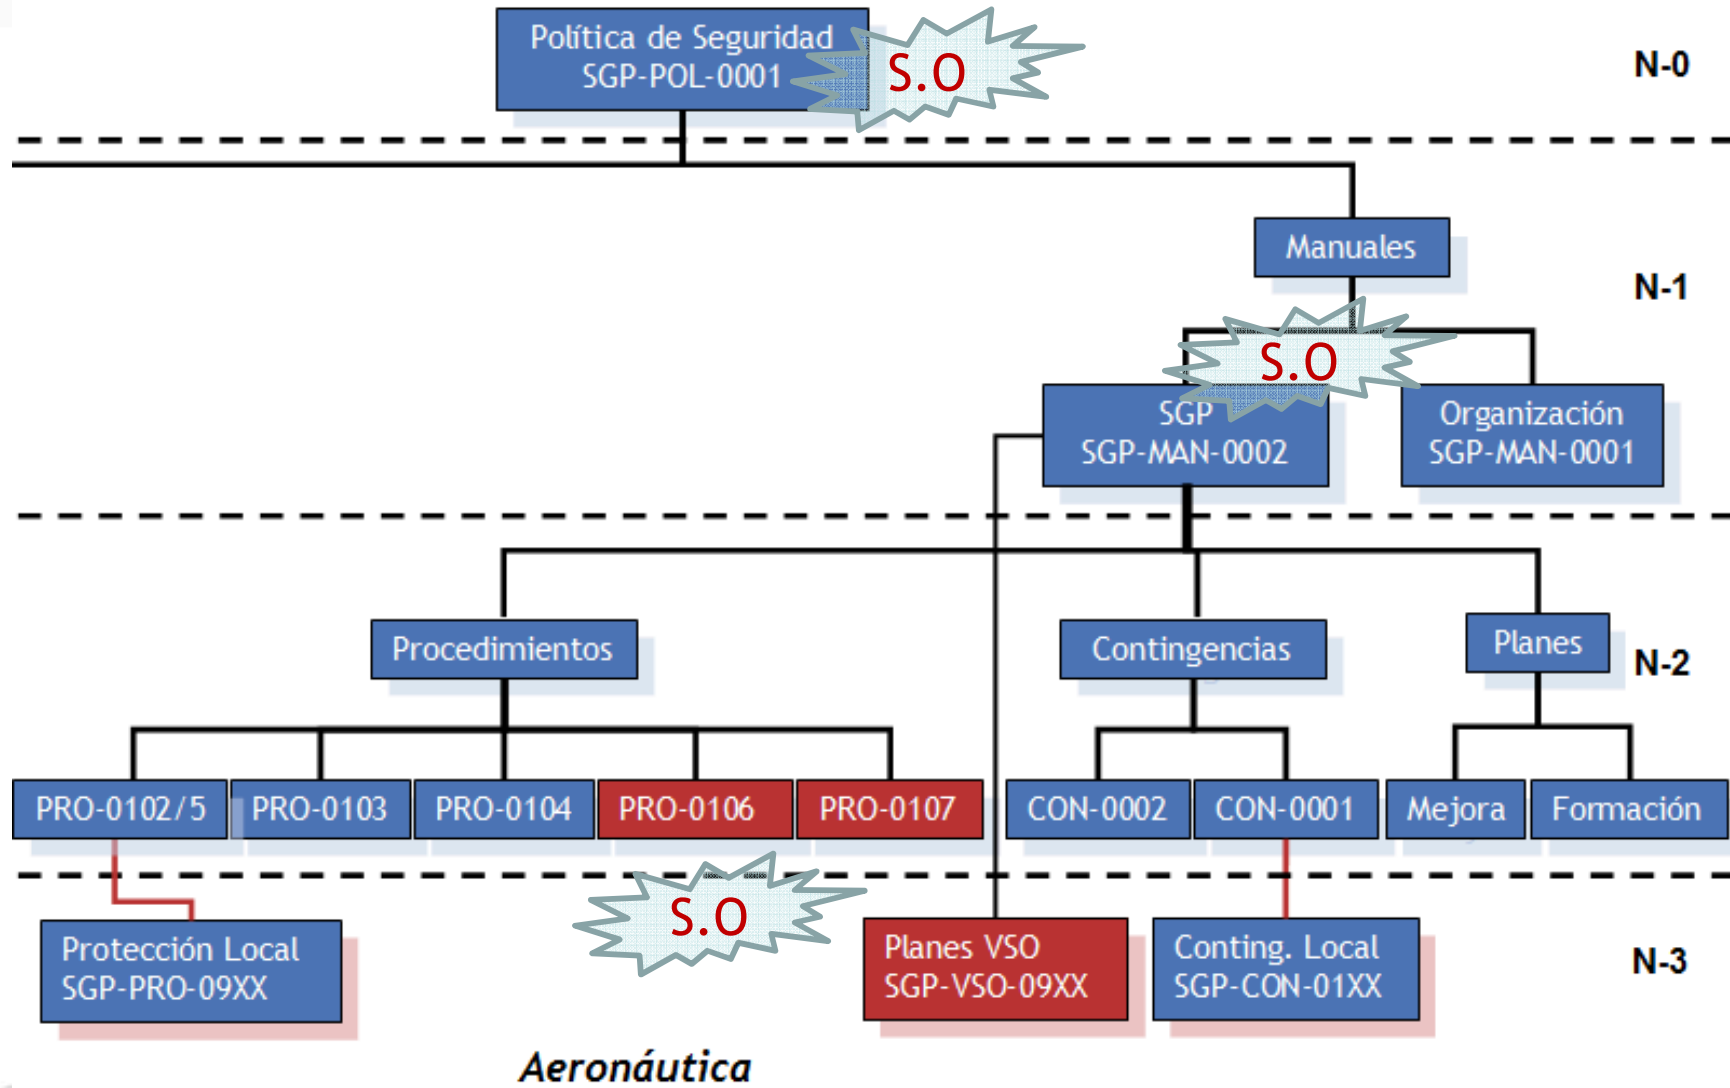 Política de Seguridad
SGP-POL-0001
S.O
N-0
Manuales
N-1
S.O
SGP
SGP-MAN-0002
Organización
SGP-MAN-0001
Procedimientos
Contingencias
Planes
N-2
PRO-0102/5
PRO-0103
PRO-0104
PRO-0106
PRO-0107
CON-0002
CON-0001
Mejora
Formación
S.O
Protección Local
SGP-PRO-09XX
Planes VSO
SGP-VSO-09XX
Conting. Local
SGP-CON-01XX
N-3
Aeronáutica